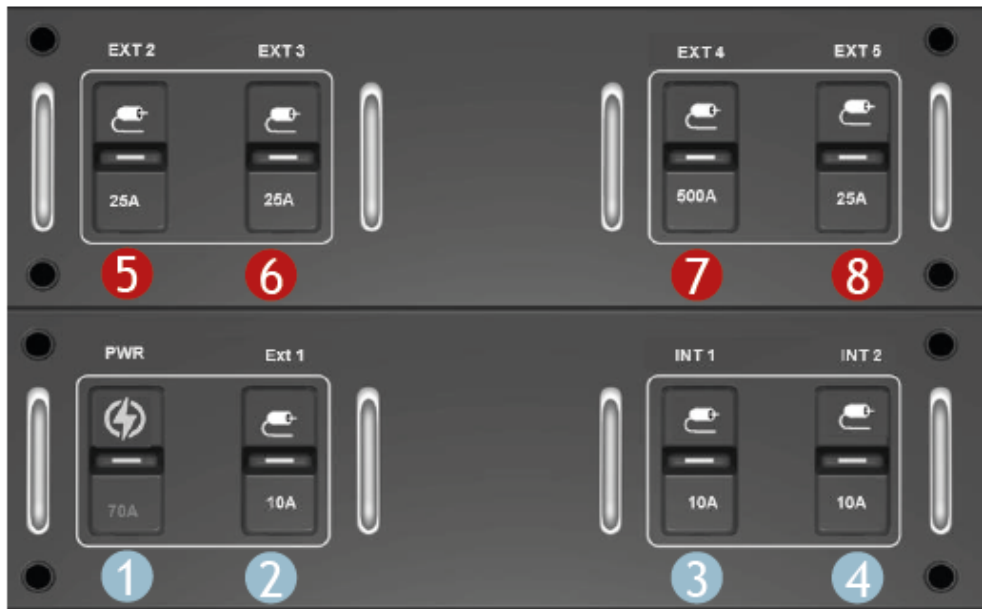 EXT 2 EXT 3 EXT 4 EXT 5
25A 25A 500A 25A
5 6 7 8
PWR Ext 1 INT 1 INT 2
70A 10A 10A 10A
1 2 3 4